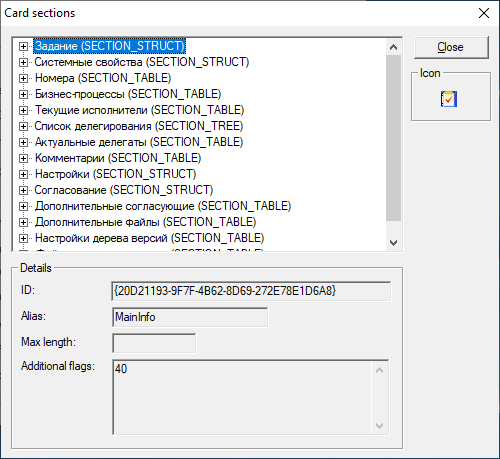 Card sections
Задание (SECTION_STRUCT)
Системные свойства (SECTION_STRUCT)
Номера (SECTION_TABLE)
Бизнес-процессы (SECTION_TABLE)
Текущие исполнители (SECTION_TABLE)
Список делегирования (SECTION_TREE)
Актуальные делегаты (SECTION_TABLE)
Комментарии (SECTION_TABLE)
Настройки (SECTION_STRUCT)
Согласование (SECTION_STRUCT)
Дополнительные согласующие (SECTION_TABLE)
Дополнительные файлы (SECTION_TABLE)
Настройки дерева версий (SECTION_TABLE)
Close
Icon
Details
ID: {20D21193-9F7F-4B62-8D69-272E78E1D6A8}
Alias: MainInfo
Max length:
Additional flags: 40